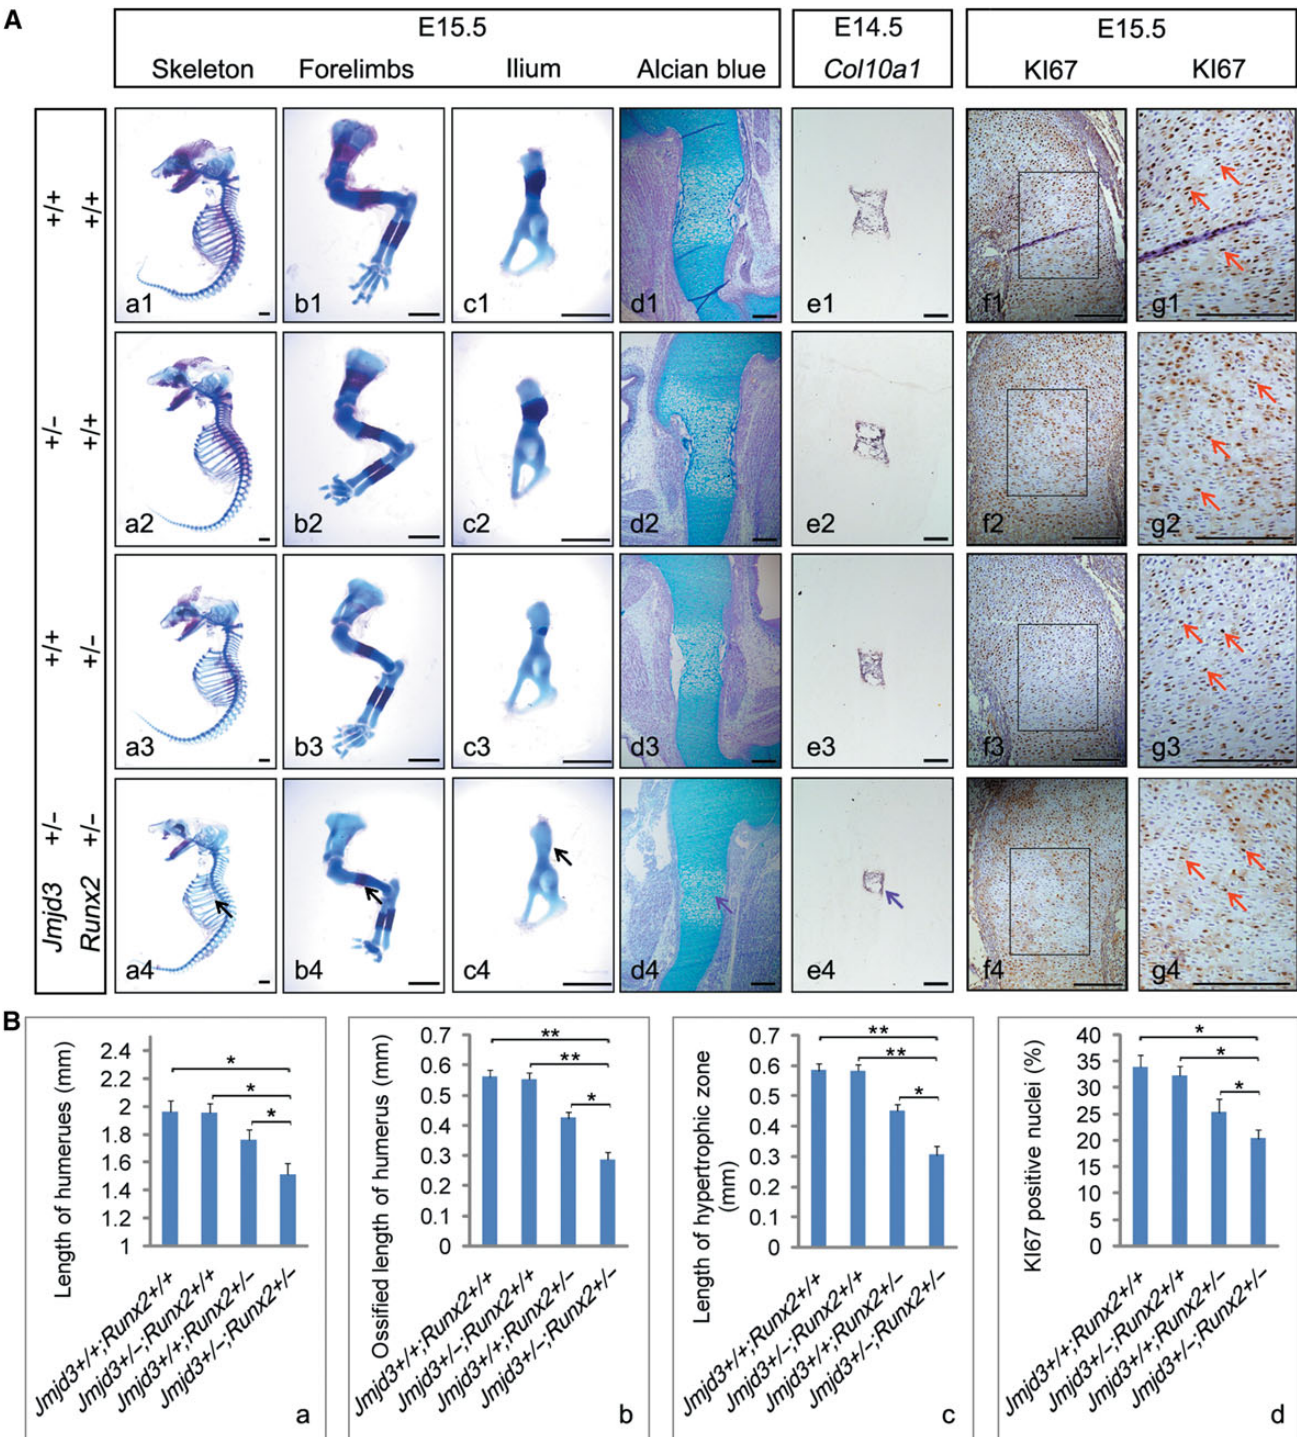 A
E15.5
E14.5
E15.5
Skeleton
Forelimbs
Ilium
Alcian blue
Col10a1
KI67
KI67
+/+
+/+
a1
b1
c1
d1
e1
f1
g1
+/−
+/+
a2
b2
c2
d2
e2
f2
g2
+/+
+/−
a3
b3
c3
d3
e3
f3
g3
Jmjd3 +/−
Runx2 +/−
a4
b4
c4
d4
e4
f4
g4
B
Length of humerues (mm)
2.4
2.2
2
1.8
1.6
1.4
1.2
1
*
*
*
Jmjd3+/+;Runx2+/+
Jmjd3+/−;Runx2+/+
Jmjd3+/+;Runx2+/−
Jmjd3+/−;Runx2+/−
a
Ossified length of humerus (mm)
0.7
0.6
0.5
0.4
0.3
0.2
0.1
0
**
**
*
Jmjd3+/+;Runx2+/+
Jmjd3+/−;Runx2+/+
Jmjd3+/+;Runx2+/−
Jmjd3+/−;Runx2+/−
b
Length of hypertrophic zone
(mm)
0.7
0.6
0.5
0.4
0.3
0.2
0.1
0
**
**
*
Jmjd3+/+;Runx2+/+
Jmjd3+/−;Runx2+/+
Jmjd3+/+;Runx2+/−
Jmjd3+/−;Runx2+/−
c
KI67 positive nuclei (%)
40
35
30
25
20
15
10
5
0
*
*
*
Jmjd3+/+;Runx2+/+
Jmjd3+/−;Runx2+/+
Jmjd3+/+;Runx2+/−
Jmjd3+/−;Runx2+/−
d